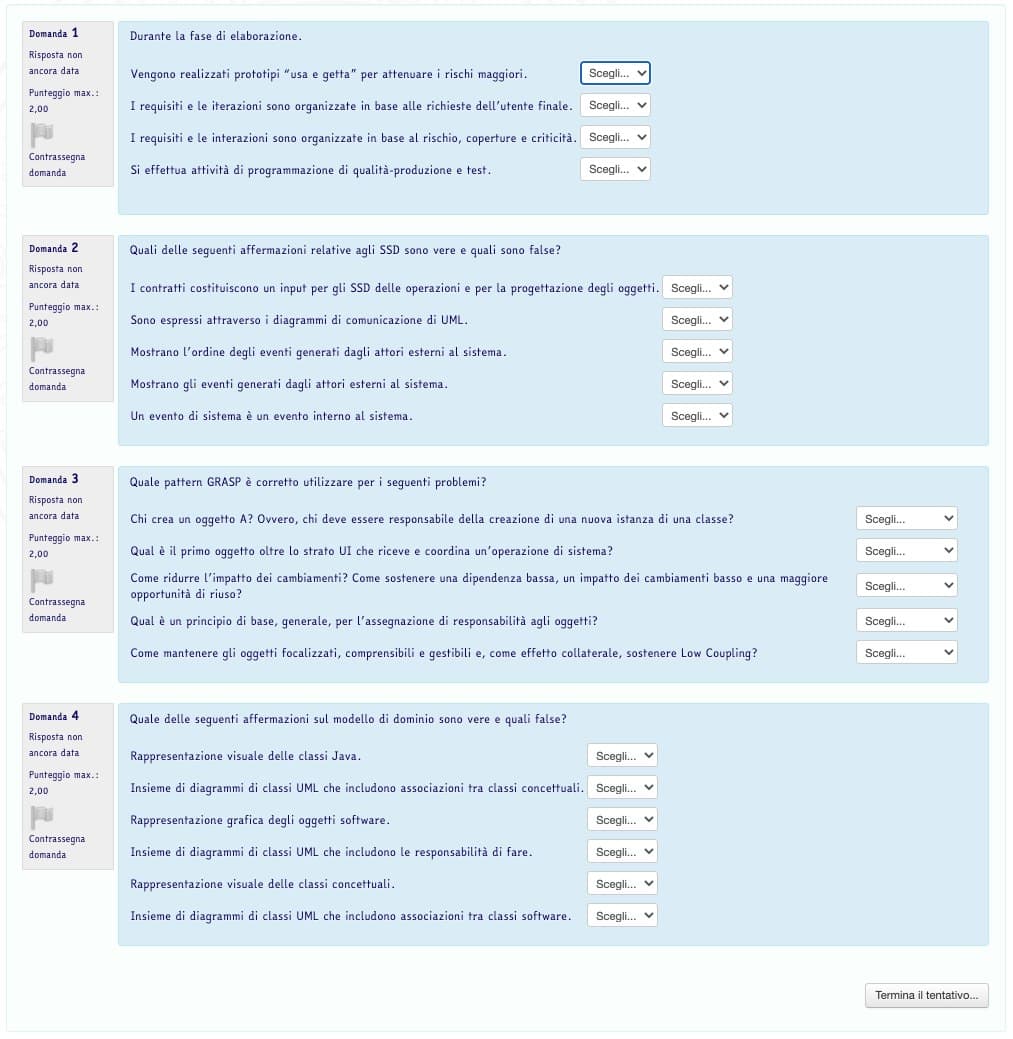 Domanda 1
Risposta non
ancora data
Punteggio max.:
2,00
Contrassegna
domanda
Durante la fase di elaborazione.
Vengono realizzati prototipi “usa e getta” per attenuare i rischi maggiori. Scegli...
I requisiti e le iterazioni sono organizzate in base alle richieste dell’utente finale. Scegli...
I requisiti e le interazioni sono organizzate in base al rischio, coperture e criticità. Scegli...
Si effettua attività di programmazione di qualità-produzione e test. Scegli...
Domanda 2
Risposta non
ancora data
Punteggio max.:
2,00
Contrassegna
domanda
Quali delle seguenti affermazioni relative agli SSD sono vere e quali sono false?
I contratti costituiscono un input per gli SSD delle operazioni e per la progettazione degli oggetti. Scegli...
Sono espressi attraverso i diagrammi di comunicazione di UML. Scegli...
Mostrano l’ordine degli eventi generati dagli attori esterni al sistema. Scegli...
Mostrano gli eventi generati dagli attori esterni al sistema. Scegli...
Un evento di sistema è un evento interno al sistema. Scegli...
Domanda 3
Risposta non
ancora data
Punteggio max.:
2,00
Contrassegna
domanda
Quale pattern GRASP è corretto utilizzare per i seguenti problemi?
Chi crea un oggetto A? Ovvero, chi deve essere responsabile della creazione di una nuova istanza di una classe? Scegli...
Qual è il primo oggetto oltre lo strato UI che riceve e coordina un’operazione di sistema? Scegli...
Come ridurre l’impatto dei cambiamenti? Come sostenere una dipendenza bassa, un impatto dei cambiamenti basso e una maggiore
opportunità di riuso? Scegli...
Qual è un principio di base, generale, per l’assegnazione di responsabilità agli oggetti? Scegli...
Come mantenere gli oggetti focalizzati, comprensibili e gestibili e, come effetto collaterale, sostenere Low Coupling? Scegli...
Domanda 4
Risposta non
ancora data
Punteggio max.:
2,00
Contrassegna
domanda
Quale delle seguenti affermazioni sul modello di dominio sono vere e quali false?
Rappresentazione visuale delle classi Java. Scegli...
Insieme di diagrammi di classi UML che includono associazioni tra classi concettuali. Scegli...
Rappresentazione grafica degli oggetti software. Scegli...
Insieme di diagrammi di classi UML che includono le responsabilità di fare. Scegli...
Rappresentazione visuale delle classi concettuali. Scegli...
Insieme di diagrammi di classi UML che includono associazioni tra classi software. Scegli...
Termina il tentativo...